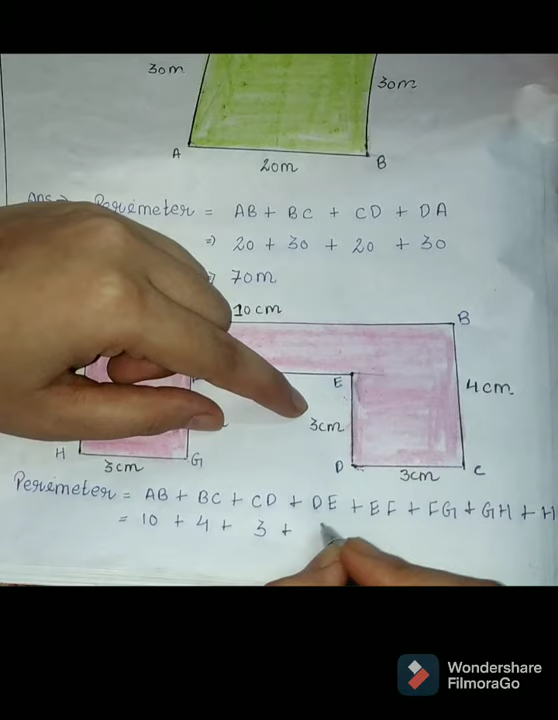 30m
30m
A
B
20m
Ans
Perimeter = AB + BC + CD + DA
=) 20 + 30 + 20 + 30
70m
10cm
B
E
4cm
3cm
H
G
3cm
D
3cm
C
Perimeter = AB + BC + CD + DE + EF + FG + GH + H
= 10 + 4 + 3 +
Wondershare
FilmoraGo